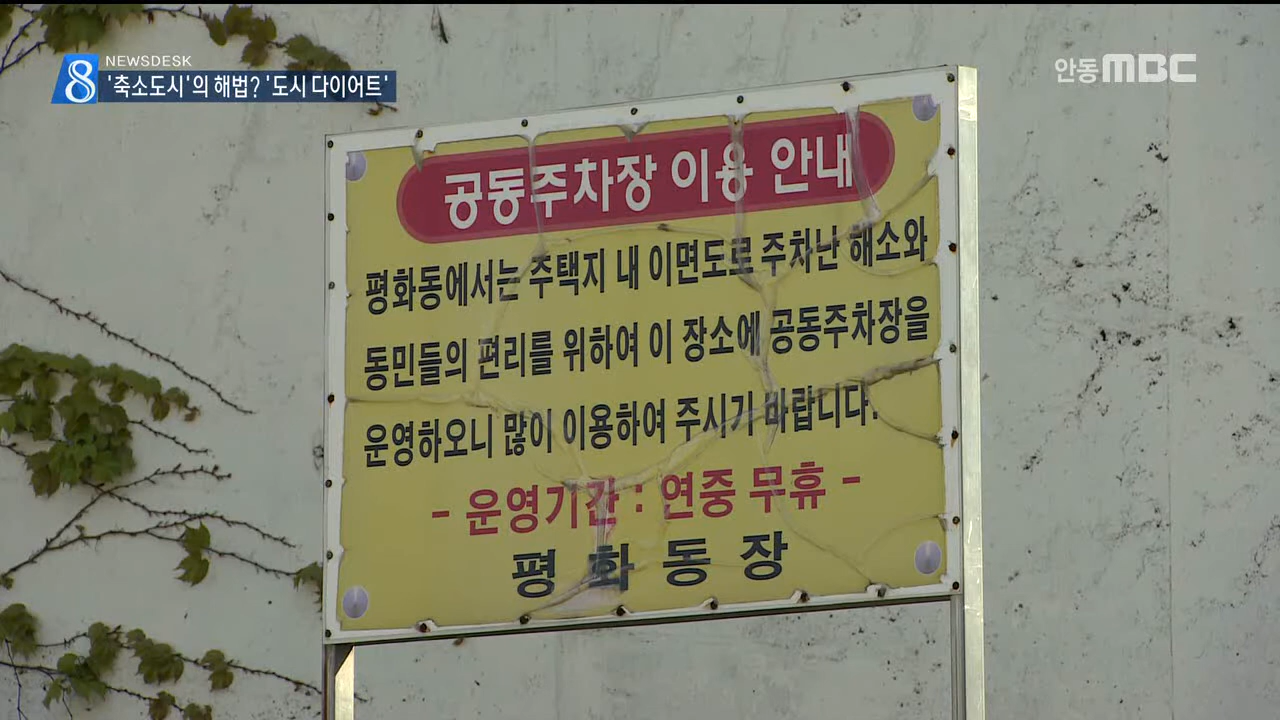 NEWSDESK
8 '축소도시'의 해법? '도시 다이어트'
안동MBC
공동주차장 이용 안내
평화동에서는 주택지 내 이면도로 주차난 해소와
동민들의 편리를 위하여 이 장소에 공동주차장을
운영하오니 많이 이용하여 주시기 바랍니다.
- 운영기간 : 연중 무휴 -
평 화 동 장